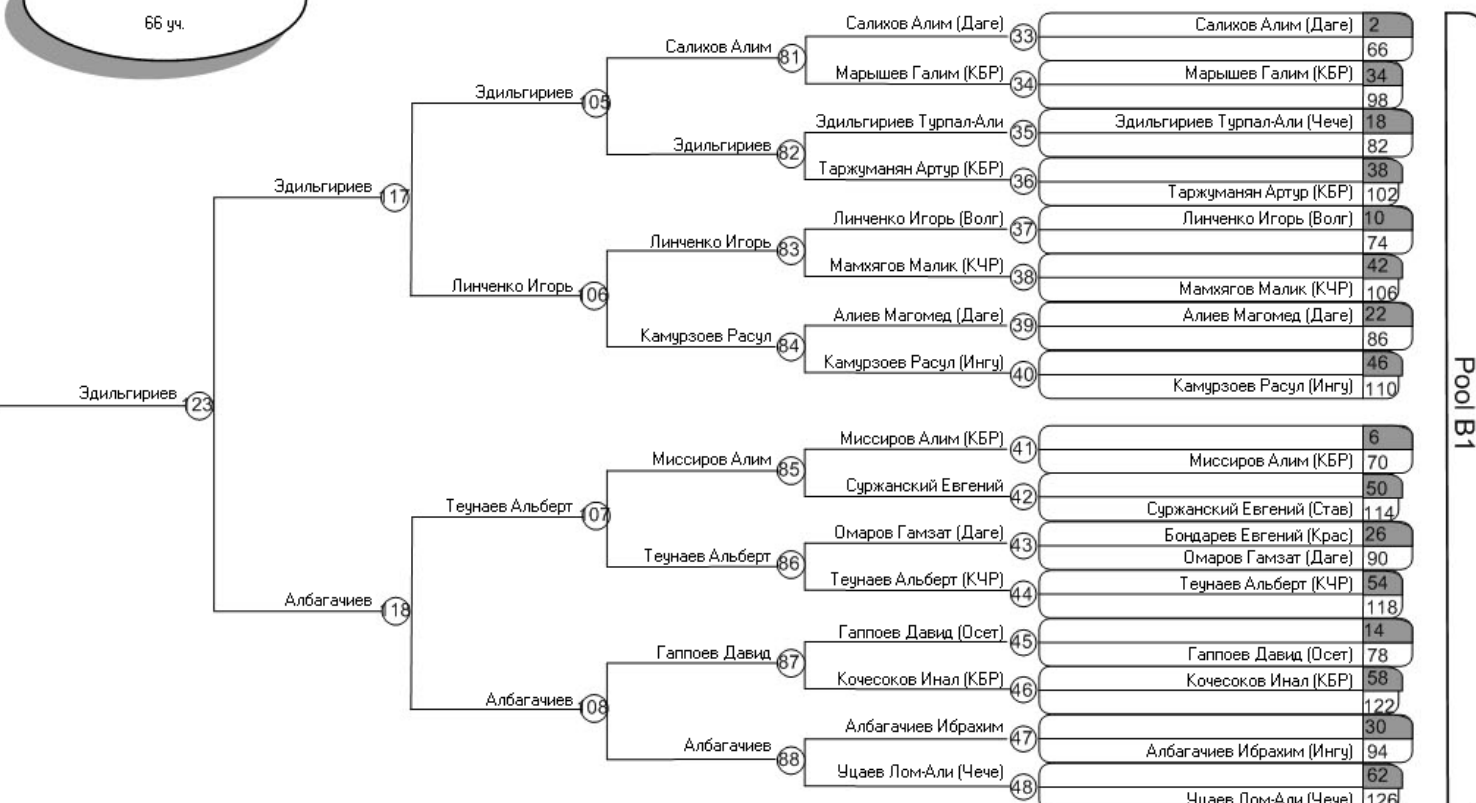 66 уч.
Эдильгириев
123
Эдильгириев
117
Албагачиев
118
Эдильгириев
105
Линченко Игорь
106
Теунаев Альберт
107
Албагачиев
108
Салихов Алим
81
Эдильгириев
82
Линченко Игорь
83
Камурзоев Расул
84
Миссиров Алим
85
Теунаев Альберт
86
Гаппоев Давид
87
Албагачиев
88
Салихов Алим (Даге)
33
Марышев Галим (КБР)
34
Эдильгириев Турпал-Али
35
Таржуманян Артур (КБР)
36
Линченко Игорь (Волг)
37
Мамхягов Малик (КЧР)
38
Алиев Магомед (Даге)
39
Камурзоев Расул (Ингу)
40
Миссиров Алим (КБР)
41
Суржанский Евгений
42
Омаров Гамзат (Даге)
43
Теунаев Альберт (КЧР)
44
Гаппоев Давид (Осет)
45
Кочесоков Инал (КБР)
46
Албагачиев Ибрахим
47
Уцаев Лом-Али (Чече)
48
Салихов Алим (Даге) 2
66
Марышев Галим (КБР) 34
98
Эдильгириев Турпал-Али (Чече) 18
82
38
Таржуманян Артур (КБР) 102
Линченко Игорь (Волг) 10
74
42
Мамхягов Малик (КЧР) 106
Алиев Магомед (Даге) 22
86
46
Камурзоев Расул (Ингу) 110
6
Миссиров Алим (КБР) 70
50
Суржанский Евгений (Став) 114
Бондарев Евгений (Крас) 26
Омаров Гамзат (Даге) 90
Теунаев Альберт (КЧР) 54
118
14
Гаппоев Давид (Осет) 78
Кочесоков Инал (КБР) 58
122
30
Албагачиев Ибрахим (Ингу) 94
62
Уцаев Лом-Али (Чече) 126
Pool B1